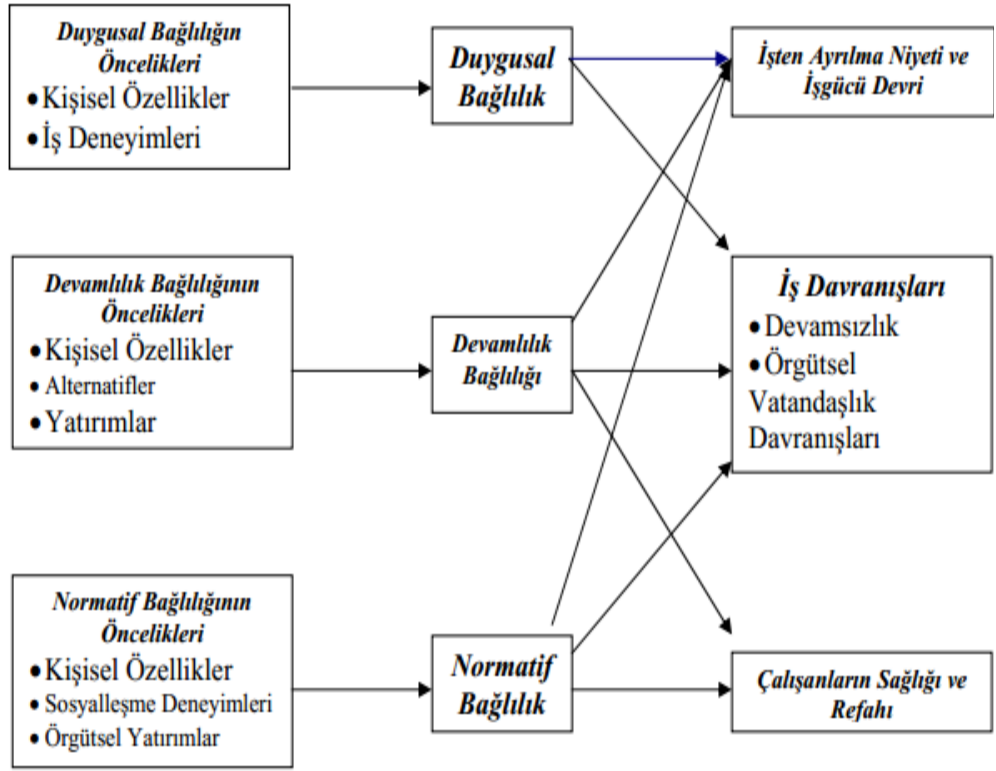 Duygusal Bağlılığın
Öncelikleri
•Kişisel Özellikler
•İş Deneyimleri
Duygusal
Bağlılık
İşten Ayrılma Niyeti ve
İşgücü Devri
Devamlılık Bağlılığının
Öncelikleri
•Kişisel Özellikler
•Alternatifler
•Yatırımlar
Devamlılık
Bağlılığı
İş Davranışları
•Devamsızlık
•Örgütsel
Vatandaşlık
Davranışları
Normatif Bağlılığının
Öncelikleri
•Kişisel Özellikler
•Sosyalleşme Deneyimleri
•Örgütsel Yatırımlar
Normatif
Bağlılık
Çalışanların Sağlığı ve
Refahı